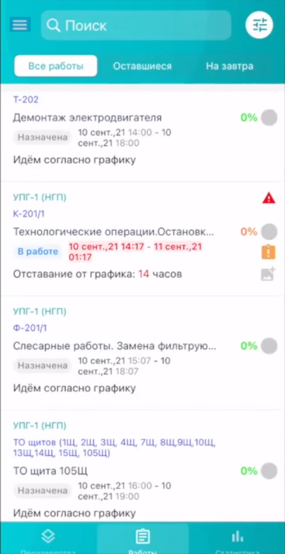 Поиск
Все работы
Оставшиеся
На завтра
Т-202
Демонтаж электродвигателя
0%
Назначена
10 сент.,21 14:00 - 10
сент.,21 18:00
Идём согласно графику
УПГ-1 (НГП)
К-201/1
Технологические операции.Остановк...
0%
В работе
10 сент.,21 14:17 - 11 сент.,21
01:17
Отставание от графика: 14 часов
УПГ-1 (НГП)
Ф-201/1
Слесарные работы. Замена фильтрую...
0%
Назначена
10 сент.,21 15:07 - 10
сент.,21 18:07
Идём согласно графику
УПГ-1 (НГП)
ТО щитов (1Щ, 2Щ, 3Щ, 4Щ, 7Щ, 8Щ,9Щ,10Щ,
13Щ,14Щ, 15Щ, 105Щ)
ТО щита 105Щ
0%
Назначена
10 сент.,21 16:00 - 10
сент.,21 19:00
Идём согласно графику
Работы
Статистика